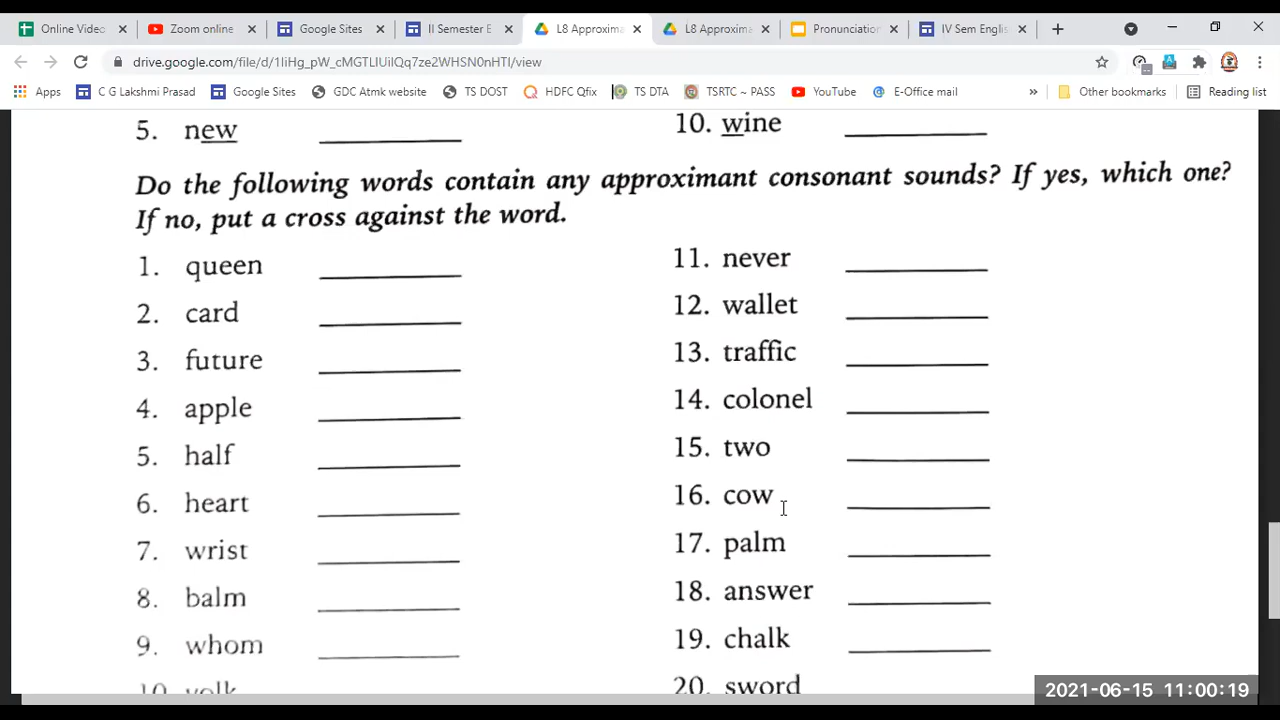 Online Video
Zoom online
Google Sites
II Semester E
L8 Approxima
L8 Approxima
Pronunciation
IV Sem Englis
drive.google.com/file/d/1IiHg_pW_cMGTLlUilQq7ze2WHSYI0nHTI/view
Apps
C G Lakshmi Prasad
Google Sites
GDC Atmk website
TS DOST
HDFC Qfix
TS DTA
TSRTC ~ PASS
YouTube
E-Office mail
»
Other bookmarks
Reading list
5. new
10. wine
Do the following words contain any approximant consonant sounds? If yes, which one?
If no, put a cross against the word.
1. queen
2. card
3. future
4. apple
5. half
6. heart
7. wrist
8. balm
9. whom
10. yolk
11. never
12. wallet
13. traffic
14. colonel
15. two
16. cow
17. palm
18. answer
19. chalk
20. sword
2021-06-15 11:00:19